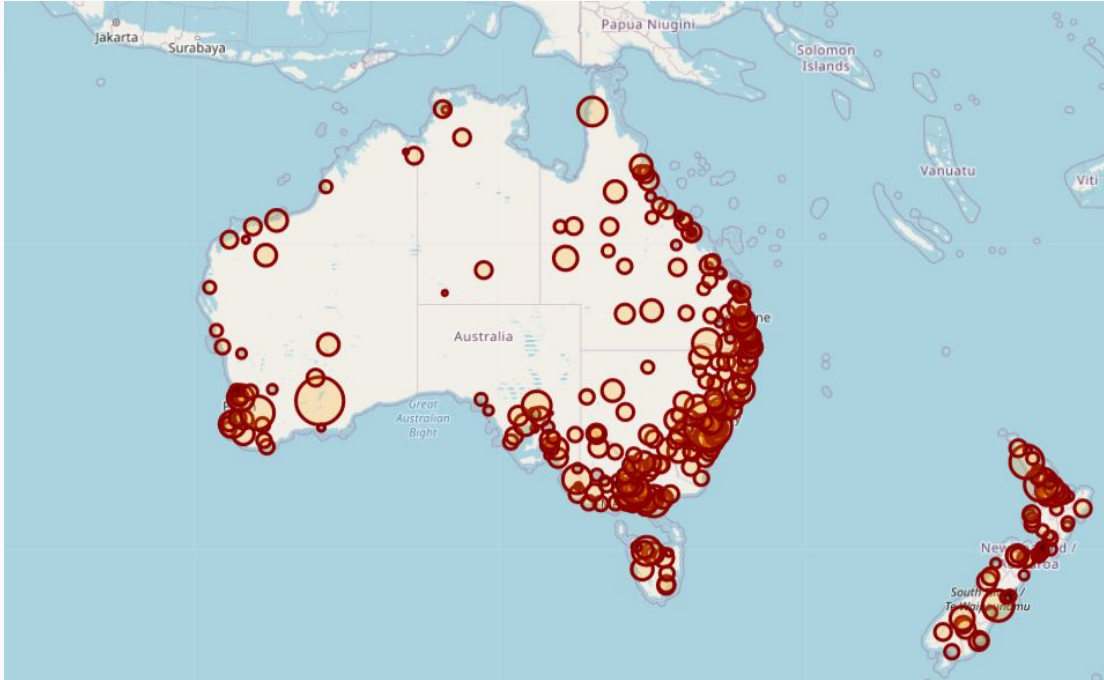 Jakarta
Surabaya
Papua Niugini
Solomon
Islands
Vanuatu
Viti
Australia
Great
Australian
Bight